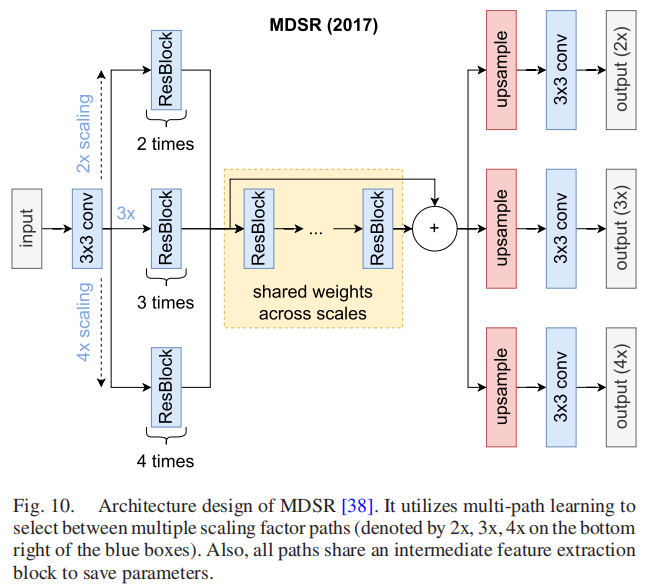 MDSR (2017)
input
3x3 conv
2x scaling
3x
4x scaling
ResBlock
2 times
ResBlock
3 times
ResBlock
4 times
ResBlock
...
ResBlock
shared weights
across scales
+
upsample
3x3 conv
output (2x)
upsample
3x3 conv
output (3x)
upsample
3x3 conv
output (4x)
Fig. 10. Architecture design of MDSR [38]. It utilizes multi-path learning to
select between multiple scaling factor paths (denoted by 2x, 3x, 4x on the bottom
right of the blue boxes). Also, all paths share an intermediate feature extraction
block to save parameters.